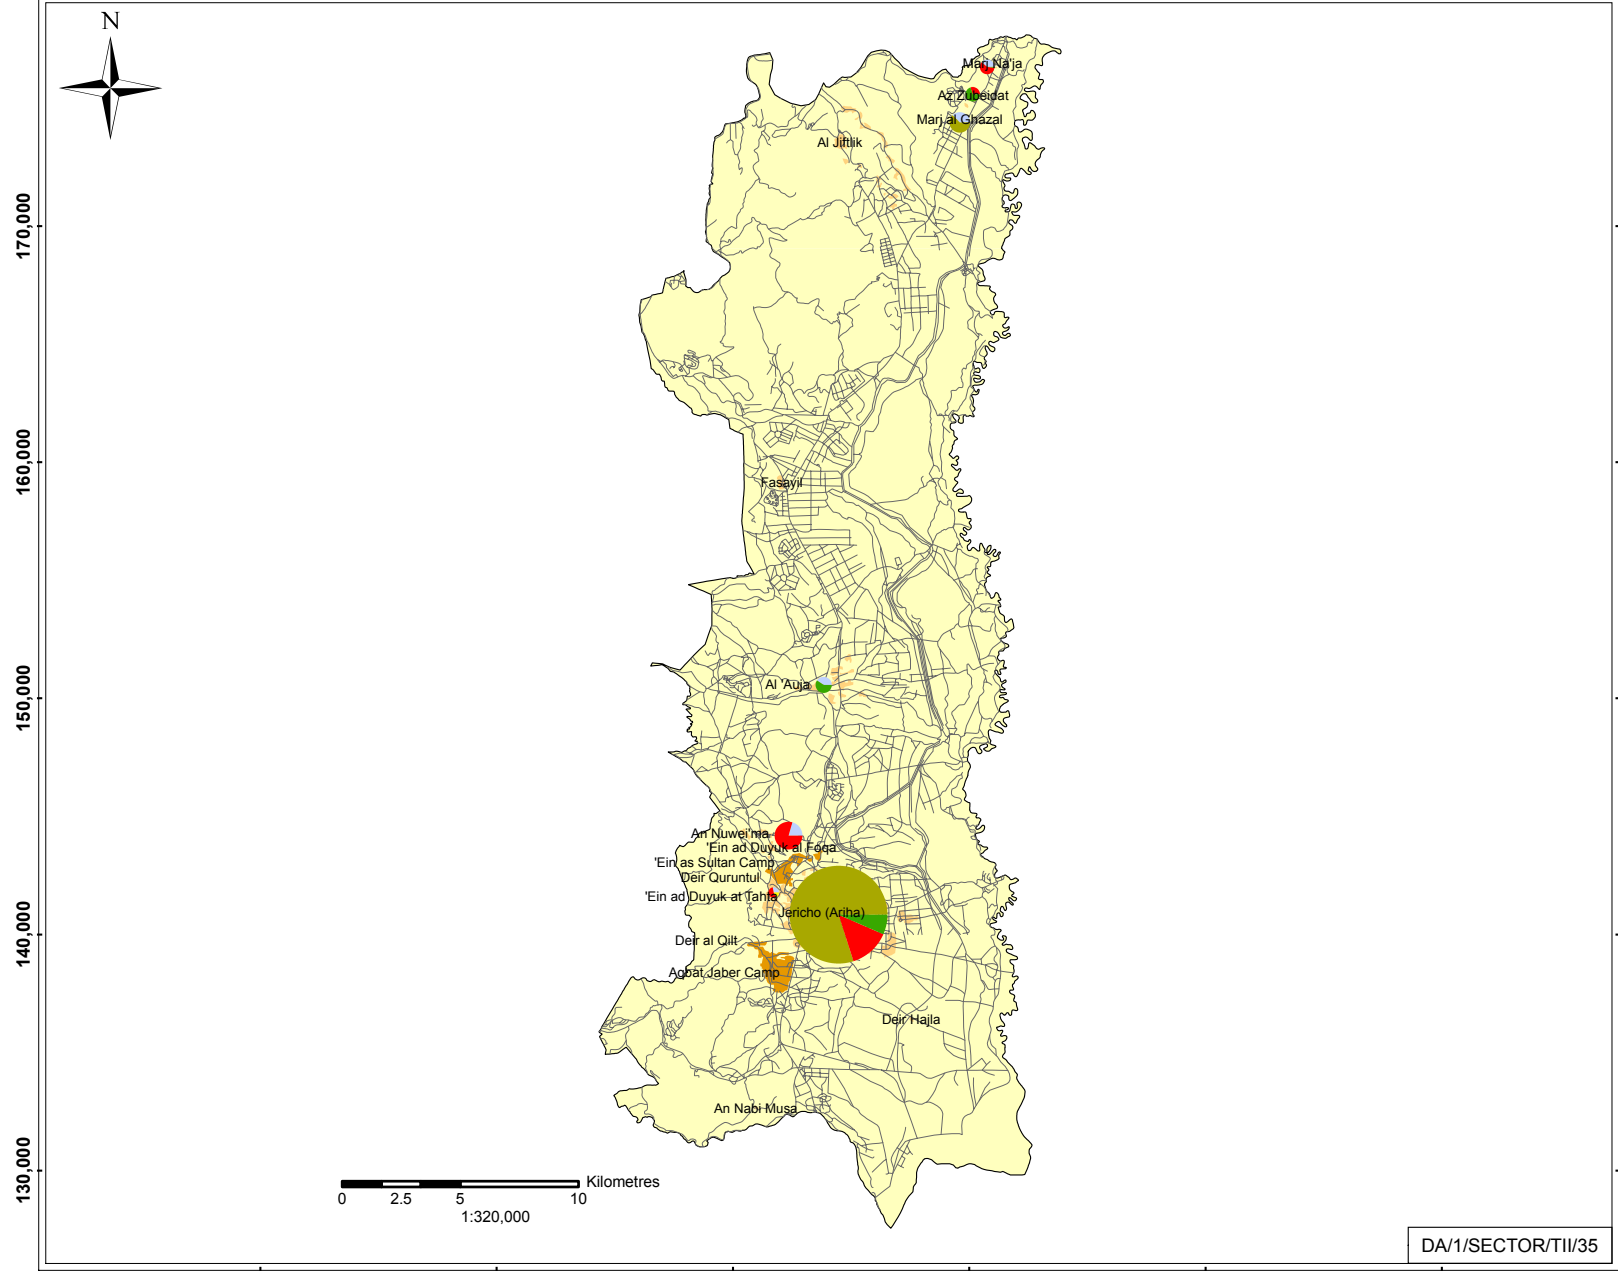 N
Marj Na'ja
Az Zubeidat
Marj al Ghazal
Al Jiftlik
170,000
160,000
Fasayil
150,000
Al 'Auja
An Nuwei'ma
'Ein ad Duyuk al Foqa
'Ein as Sultan Camp
Deir Quruntul
'Ein ad Duyuk at Tahta
Jericho (Ariha)
140,000
Deir al Qilt
Aqbat Jaber Camp
Deir Hajla
An Nabi Musa
130,000
Kilometres
0 2.5 5 10
1:320,000
DA/1/SECTOR/TII/35